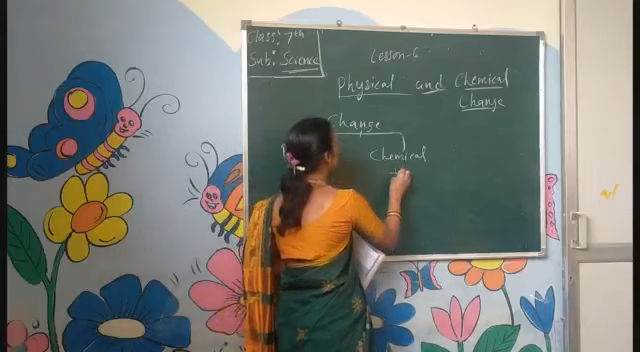 Class: 7th
Sub: Science
Lesson-6
Physical and Chemical
Change
Change
Chemical